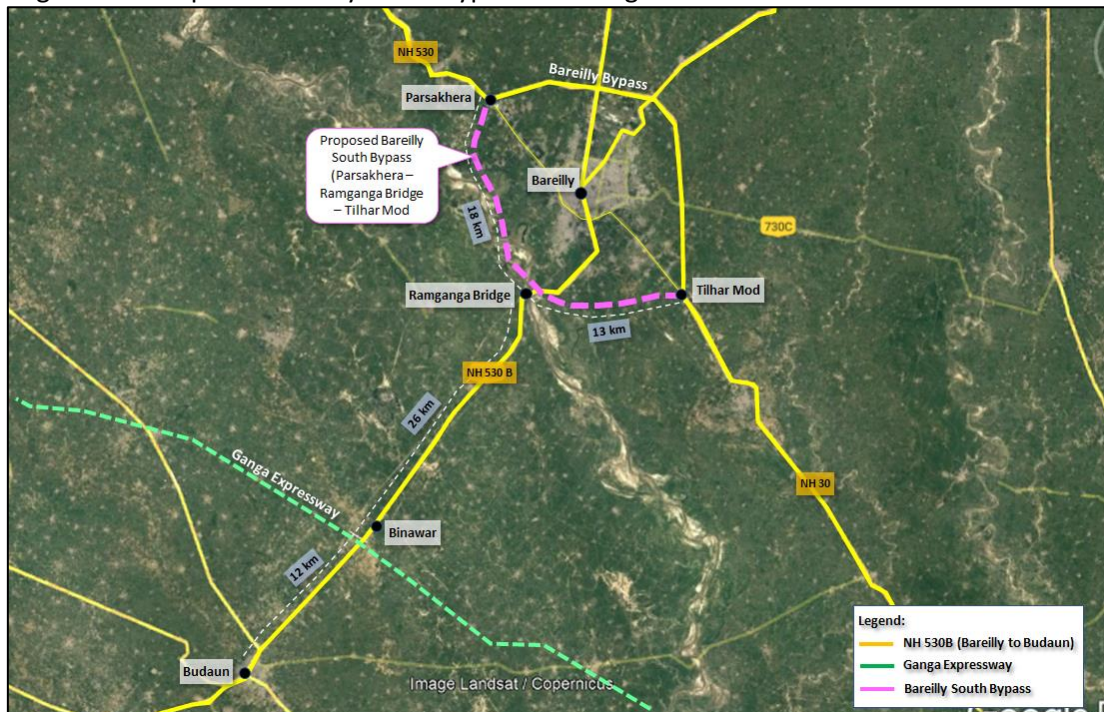 NH 530
Bareilly Bypass
Parsakhera
Proposed Bareilly
South Bypass
(Parsakhera –
Ramganga Bridge
– Tilhar Mod
Bareilly
730C
18 km
Ramganga Bridge
Tilhar Mod
13 km
NH 530 B
26 km
Ganga Expressway
NH 30
Binawar
12 km
Budaun
Image Landsat / Copernicus
Legend:
NH 530B (Bareilly to Budaun)
Ganga Expressway
Bareilly South Bypass